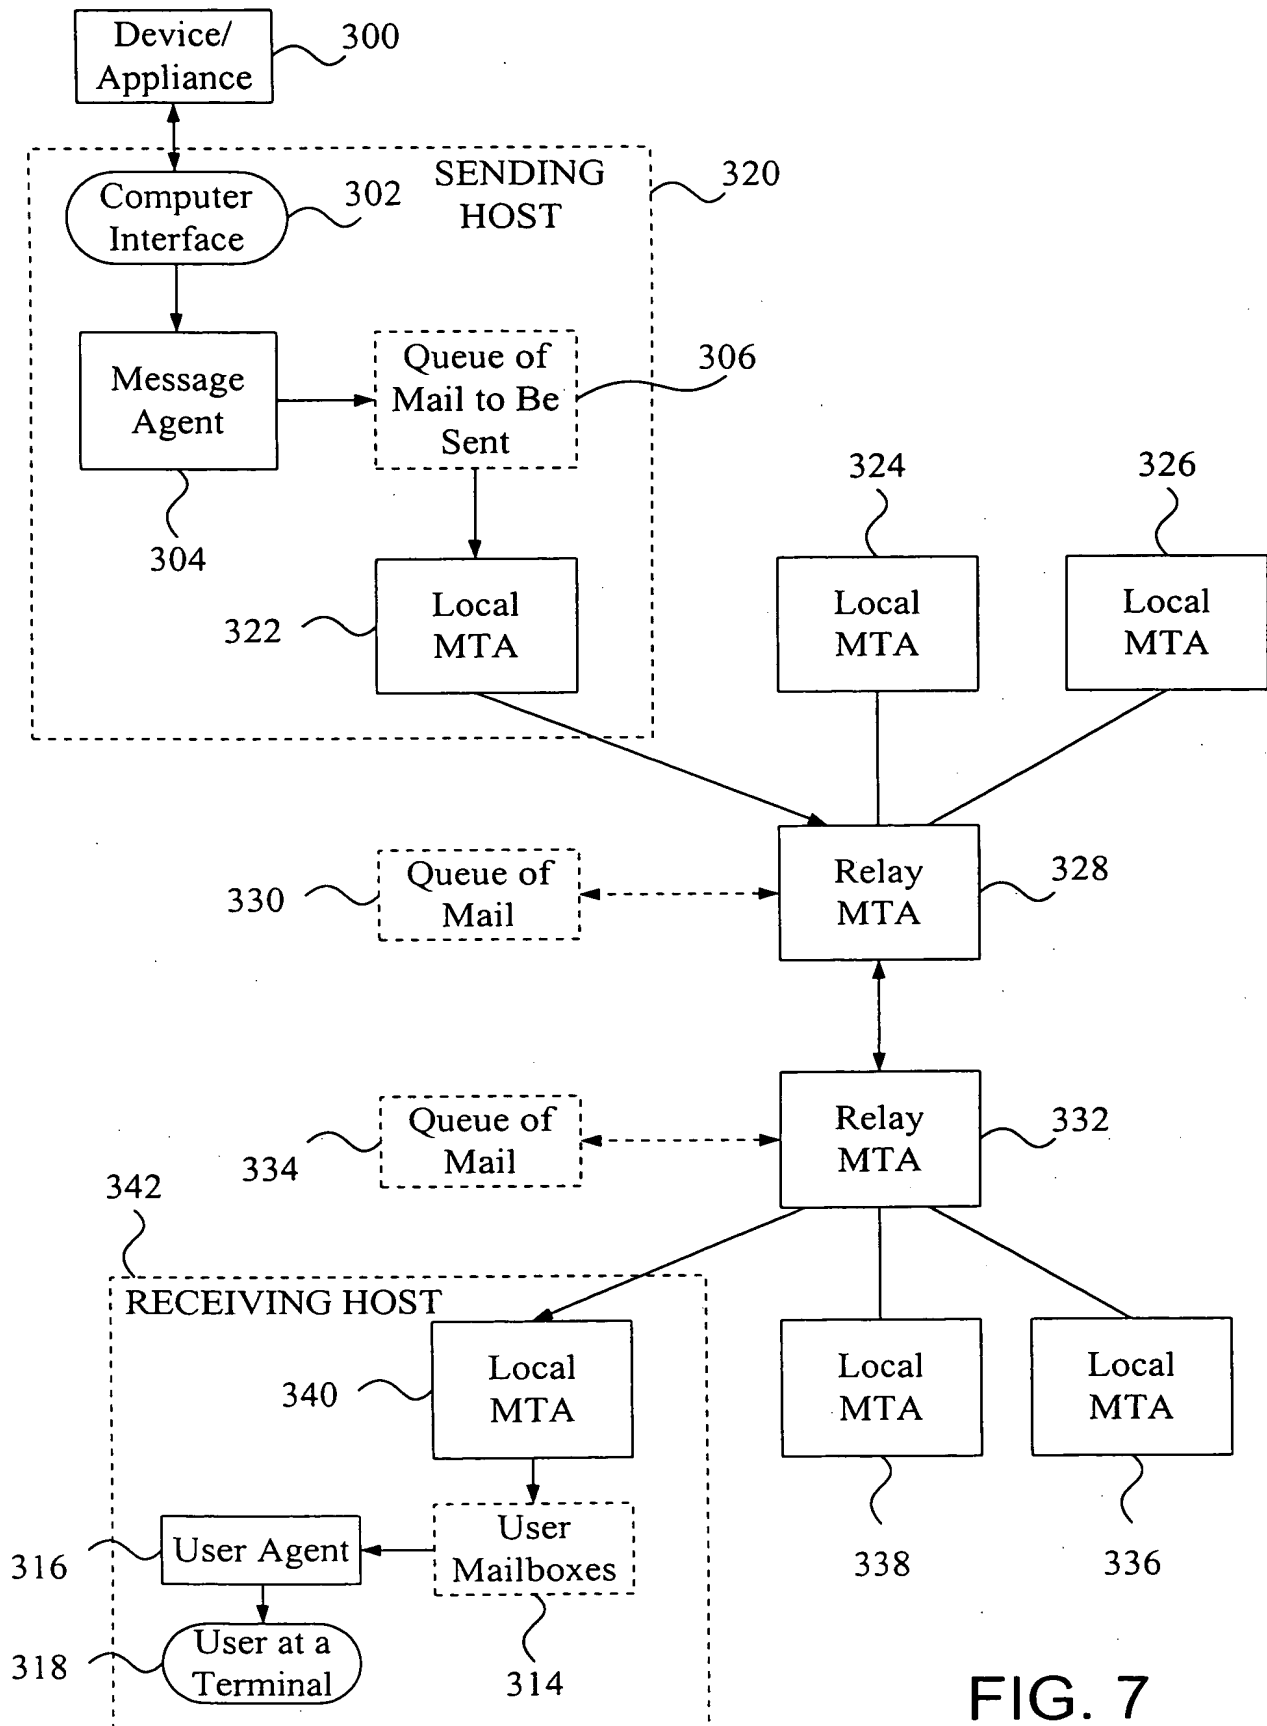 Device/
Appliance
300
SENDING
HOST
320
Computer
Interface
302
Message
Agent
304
Queue of
Mail to Be
Sent
306
Local
MTA
322
324
Local
MTA
326
Local
MTA
330
Queue of
Mail
Relay
MTA
328
334
Queue of
Mail
Relay
MTA
332
342
RECEIVING HOST
340
Local
MTA
Local
MTA
338
Local
MTA
336
316
User Agent
User
Mailboxes
314
318
User at a
Terminal
FIG. 7